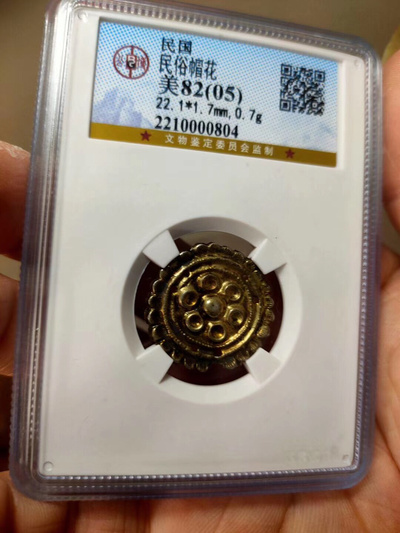 民国
民俗帽花
美82(05)
22.1*1.7mm,0.7g
2210000804
文物鉴定委员会监制